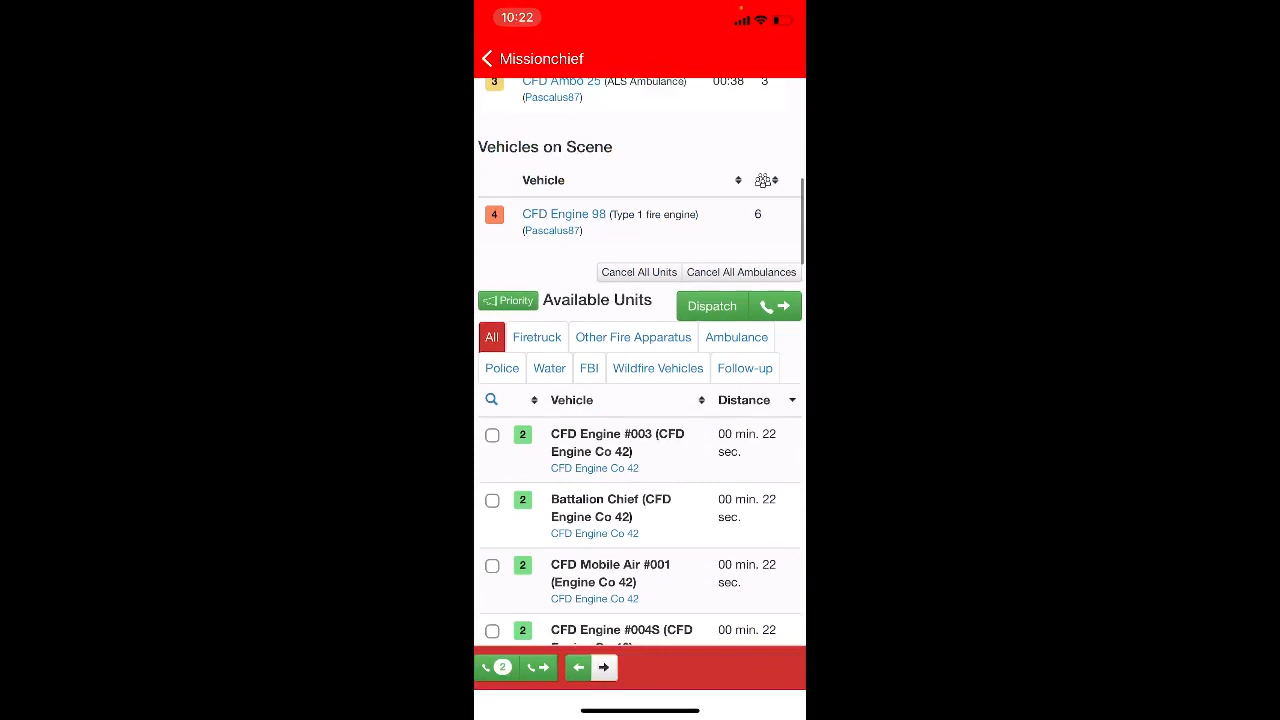 10:22
Missionchief
3 CFD Ambo 25 (ALS Ambulance) 00:38 3
(Pascalus87)
Vehicles on Scene
Vehicle
4 CFD Engine 98 (Type 1 fire engine) 6
(Pascalus87)
Cancel All Units Cancel All Ambulances
Priority Available Units Dispatch
All Firetruck Other Fire Apparatus Ambulance
Police Water FBI Wildfire Vehicles Follow-up
Vehicle Distance
2 CFD Engine #003 (CFD 00 min. 22
Engine Co 42) sec.
CFD Engine Co 42
2 Battalion Chief (CFD 00 min. 22
Engine Co 42) sec.
CFD Engine Co 42
2 CFD Mobile Air #001 00 min. 22
(Engine Co 42) sec.
CFD Engine Co 42
2 CFD Engine #004S (CFD 00 min. 22
2